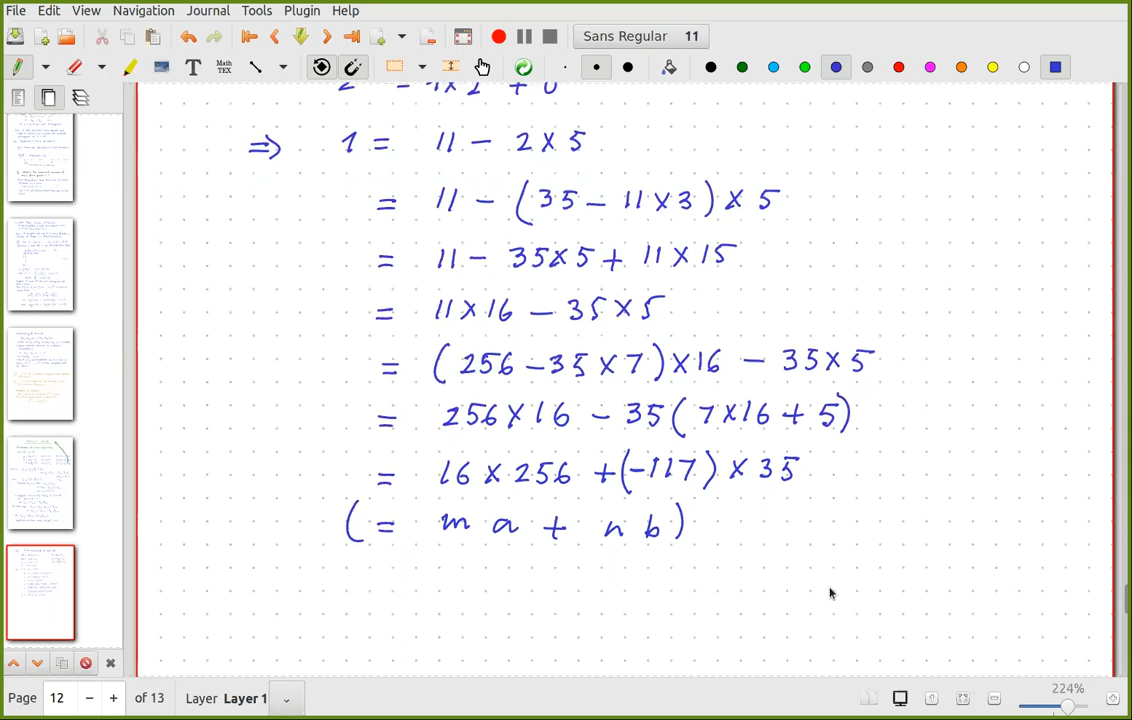 File Edit View Journal Tools Plugin Help
Sans Regular 11
⇒ 1 = 11 - 2 × 5
= 11 - (35 - 11 × 3) × 5
= 11 - 35 × 5 + 11 × 15
= 11 × 16 - 35 × 5
= (256 - 35 × 7) × 16 - 35 × 5
= 256 × 16 - 35 (7 × 16 + 5)
= 16 × 256 + (-117) × 35
( = m a + n b )
Page 12 - + of 13 Layer Layer 1 224%